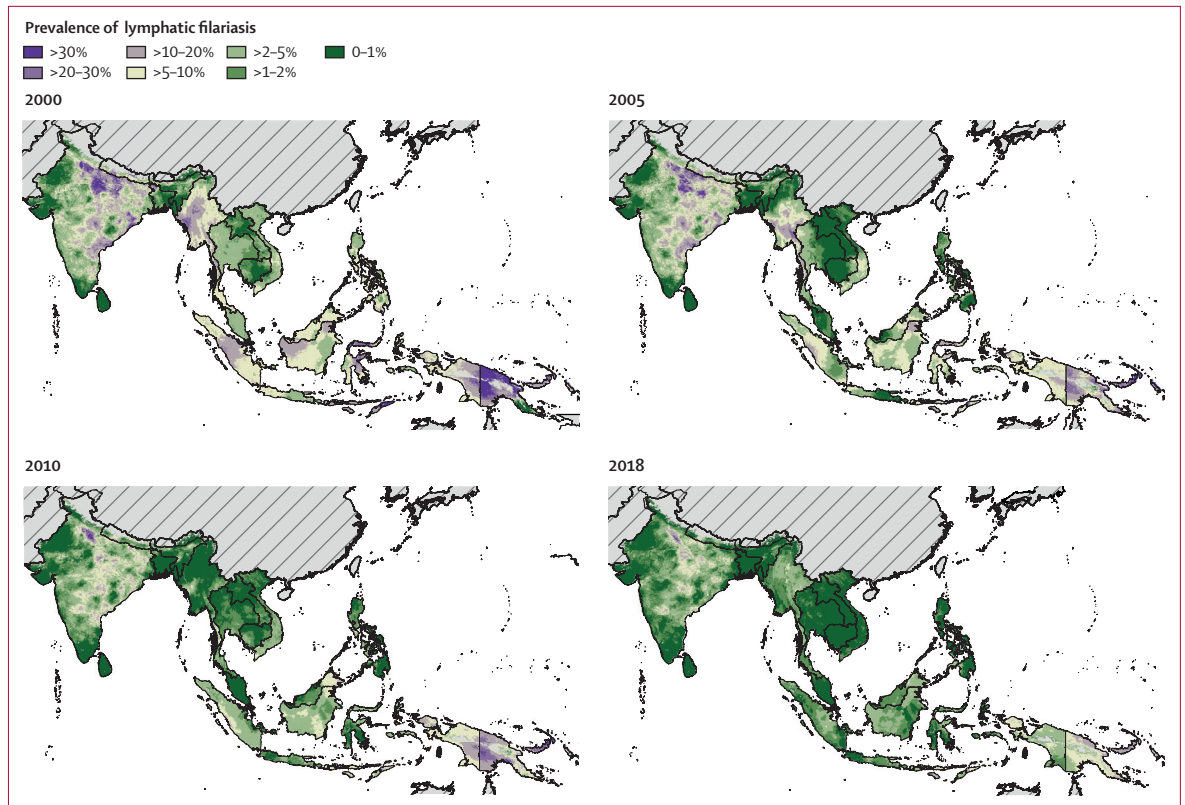 Prevalence of lymphatic filariasis
>30% >10–20% >2–5% 0–1%
>20–30% >5–10% >1–2%
2000 2005
2010 2018